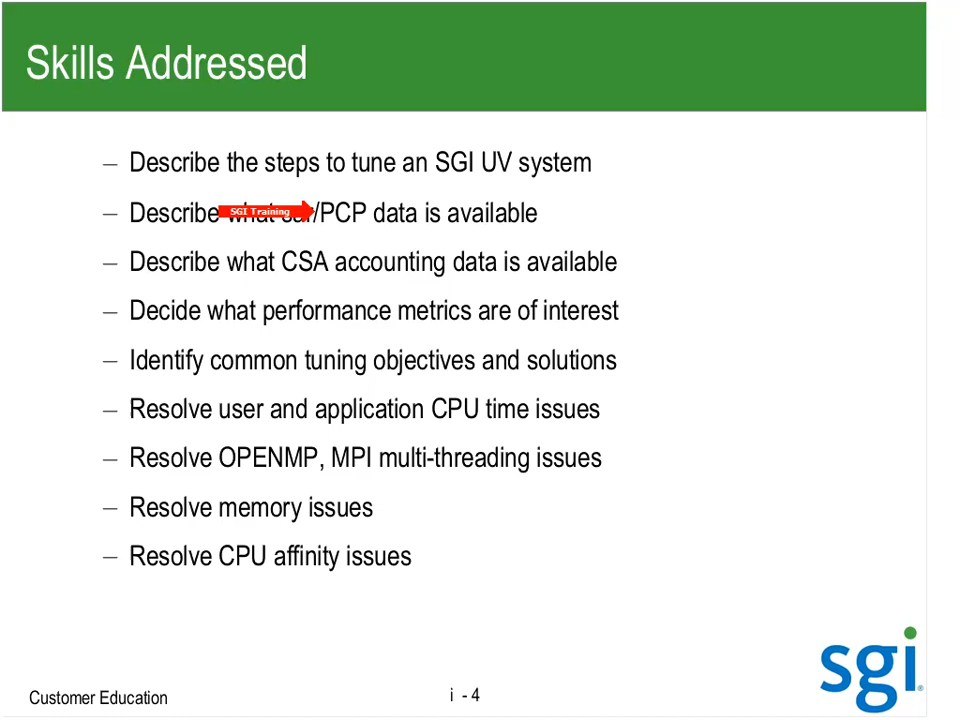 Skills Addressed
– Describe the steps to tune an SGI UV system
– Describe what sar/PCP data is available
SGI Training
– Describe what CSA accounting data is available
– Decide what performance metrics are of interest
– Identify common tuning objectives and solutions
– Resolve user and application CPU time issues
– Resolve OPENMP, MPI multi-threading issues
– Resolve memory issues
– Resolve CPU affinity issues
sgi®
Customer Education
i - 4